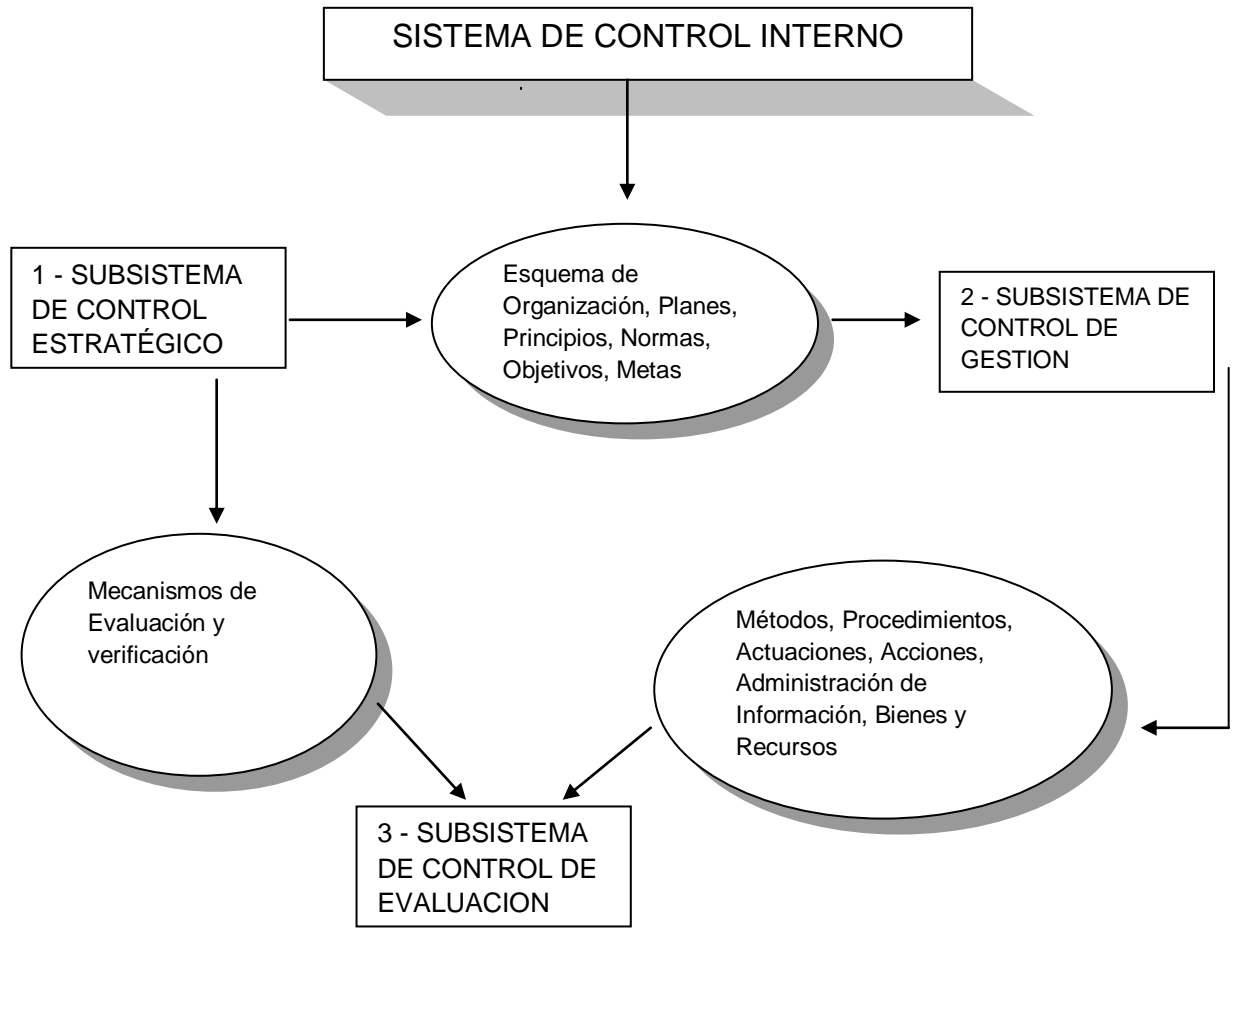 SISTEMA DE CONTROL INTERNO
1 - SUBSISTEMA
DE CONTROL
ESTRATÉGICO
Esquema de
Organización, Planes,
Principios, Normas,
Objetivos, Metas
2 - SUBSISTEMA DE
CONTROL DE
GESTION
Mecanismos de
Evaluación y
verificación
Métodos, Procedimientos,
Actuaciones, Acciones,
Administración de
Información, Bienes y
Recursos
3 - SUBSISTEMA
DE CONTROL DE
EVALUACION